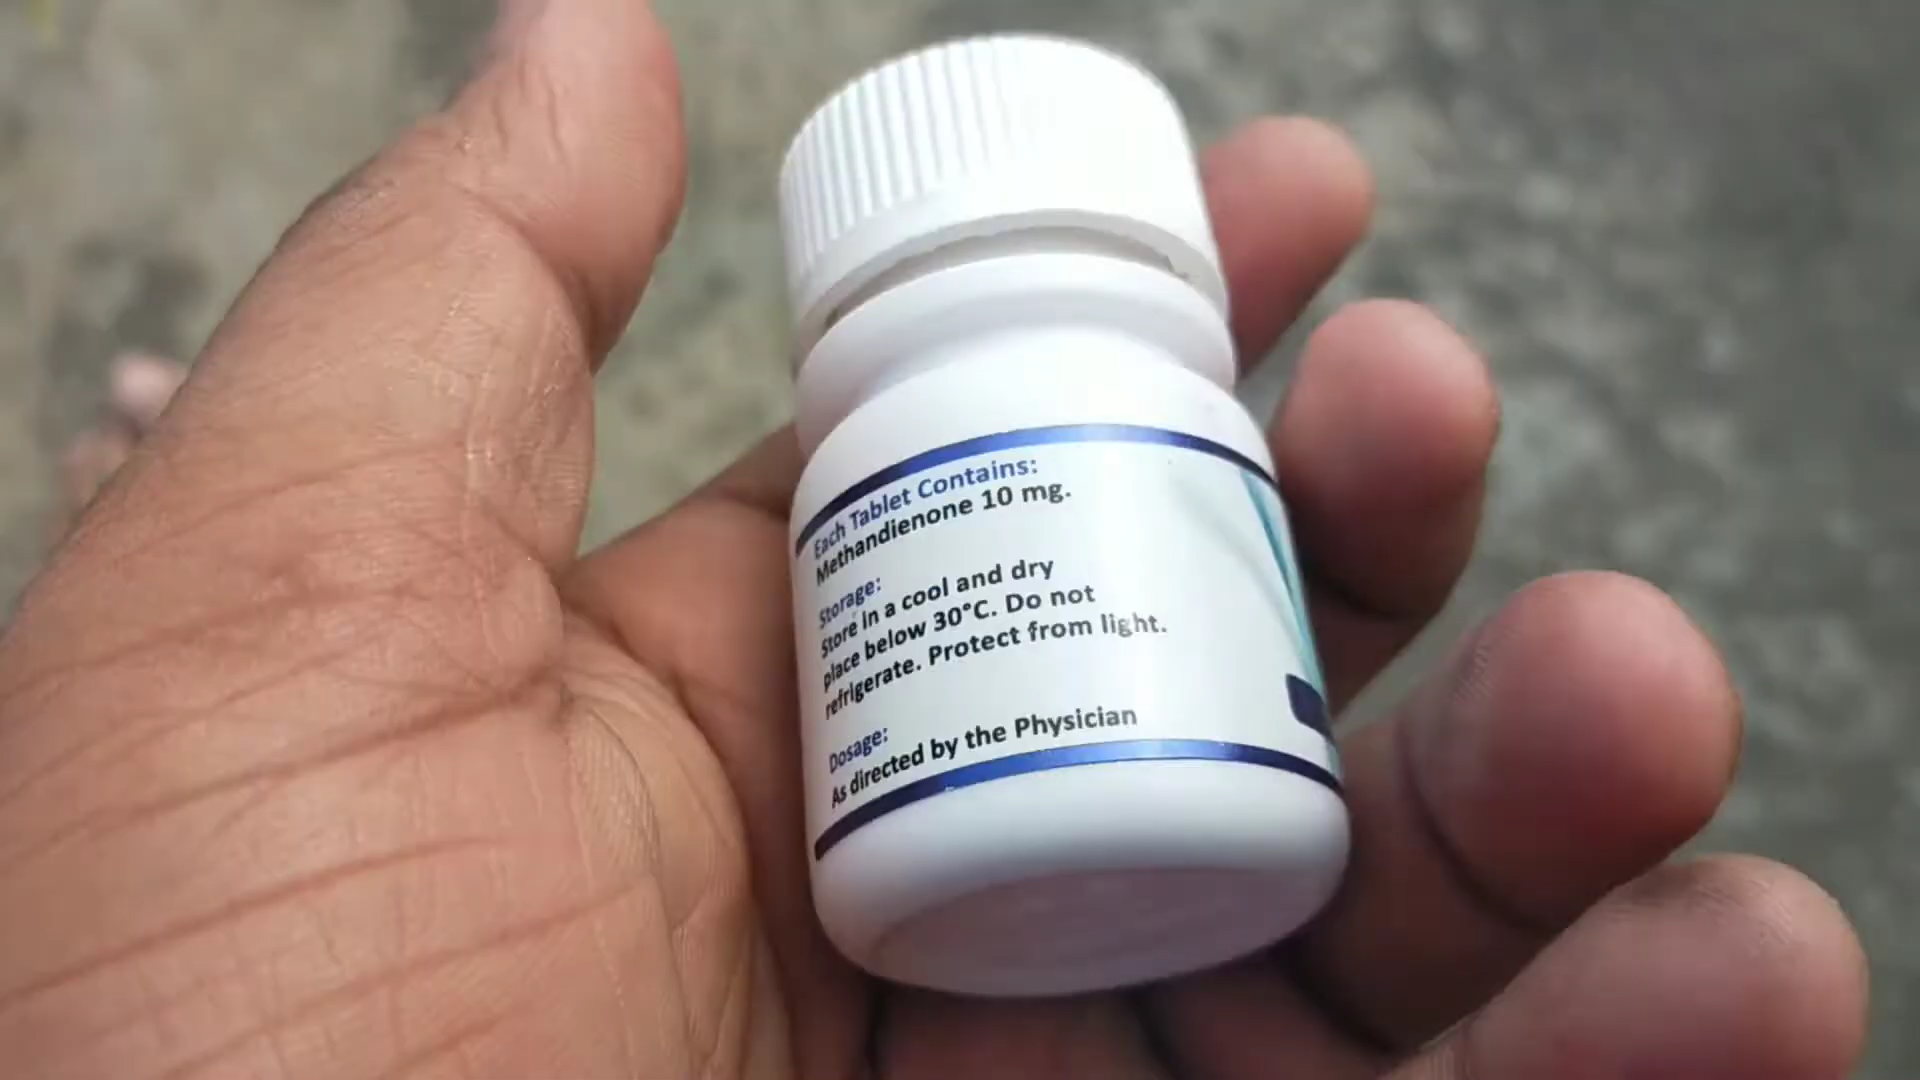 Each Tablet Contains:
Methandienone 10 mg.
Storage:
Store in a cool and dry
place below 30°C. Do not
refrigerate. Protect from light.
Dosage:
As directed by the Physician